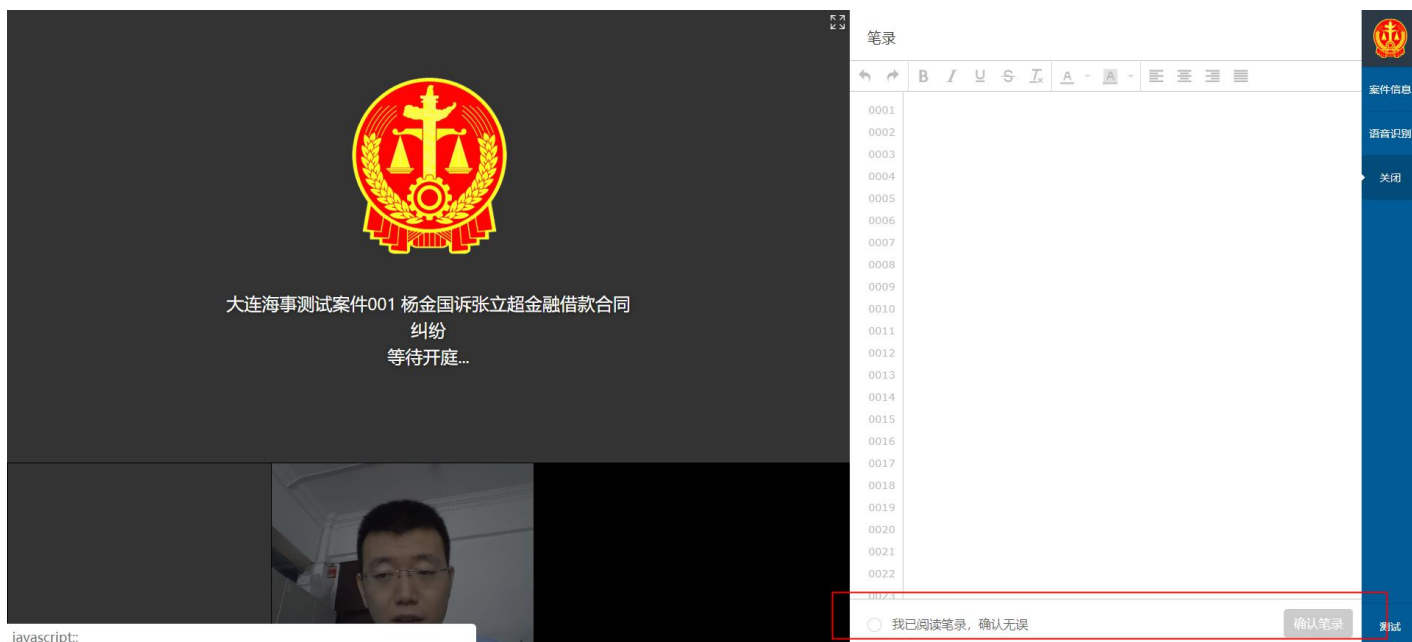 大连海事测试案件001 杨金国诉张立超金融借款合同
纠纷
等待开庭...
javascript:;
笔录
B I U S Tx A A
0001
0002
0003
0004
0005
0006
0007
0008
0009
0010
0011
0012
0013
0014
0015
0016
0017
0018
0019
0020
0021
0022
0023
我已阅读笔录，确认无误
确认笔录
案件信息
语音识别
关闭
测试